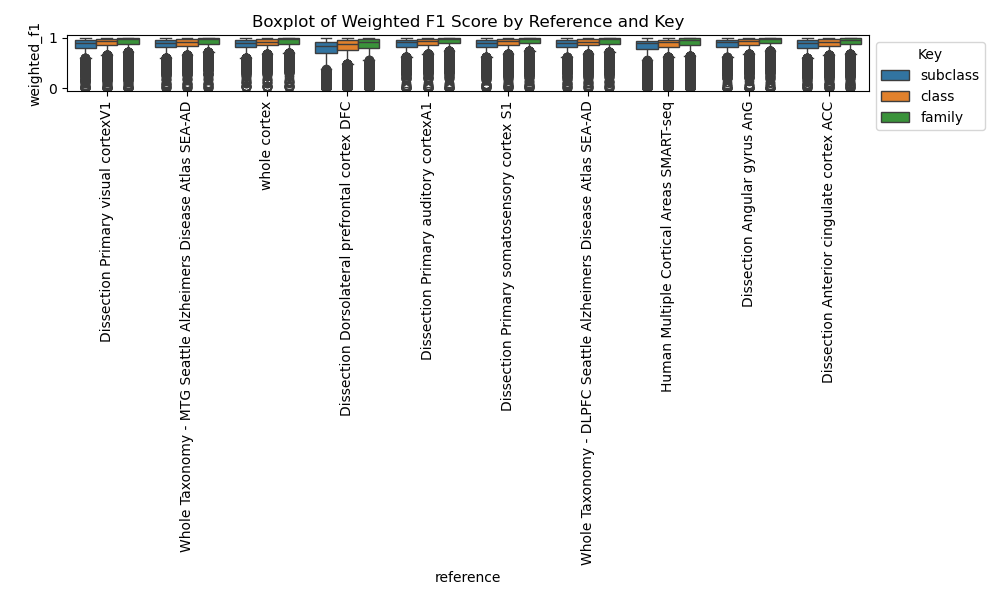 Boxplot of Weighted F1 Score by Reference and Key
weighted_f1
1
0
Key
subclass
class
family
Dissection Primary visual cortexV1
Whole Taxonomy - MTG Seattle Alzheimers Disease Atlas SEA-AD
whole cortex
Dissection Dorsolateral prefrontal cortex DFC
Dissection Primary auditory cortexA1
Dissection Primary somatosensory cortex S1
Whole Taxonomy - DLPFC Seattle Alzheimers Disease Atlas SEA-AD
Human Multiple Cortical Areas SMART-seq
Dissection Angular gyrus AnG
Dissection Anterior cingulate cortex ACC
reference